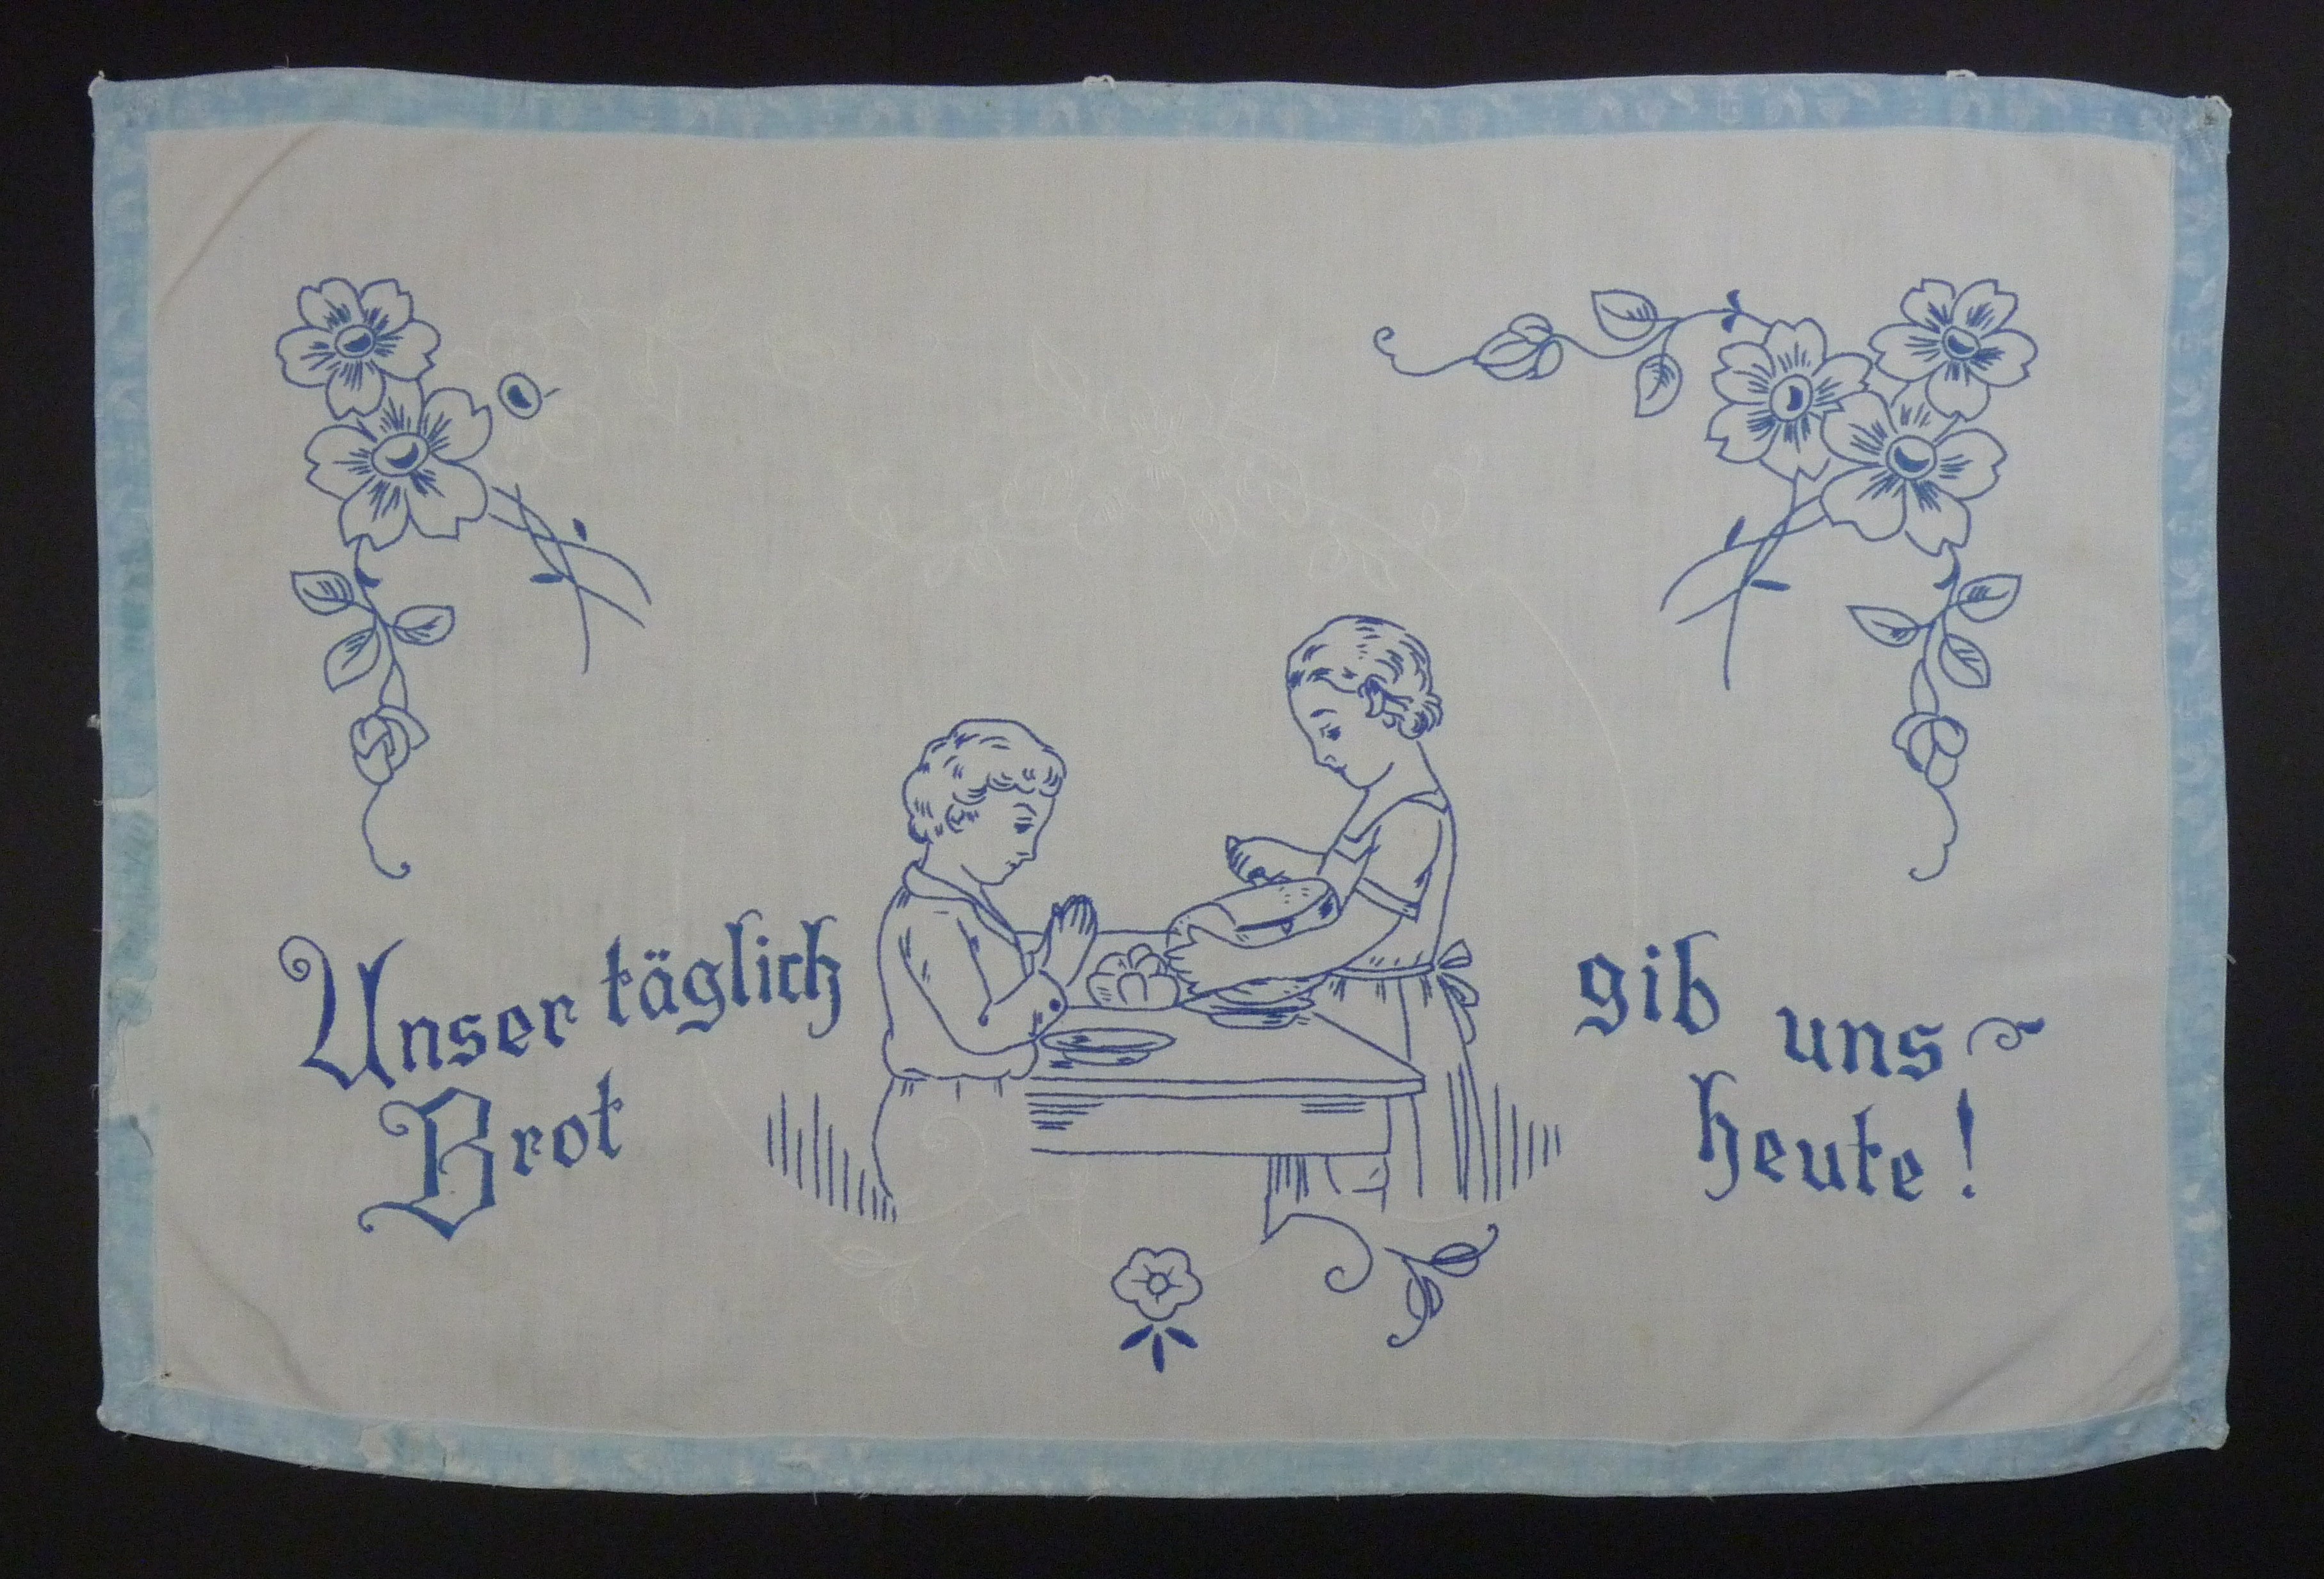 Unser täglich
Brot
gib uns
heute!